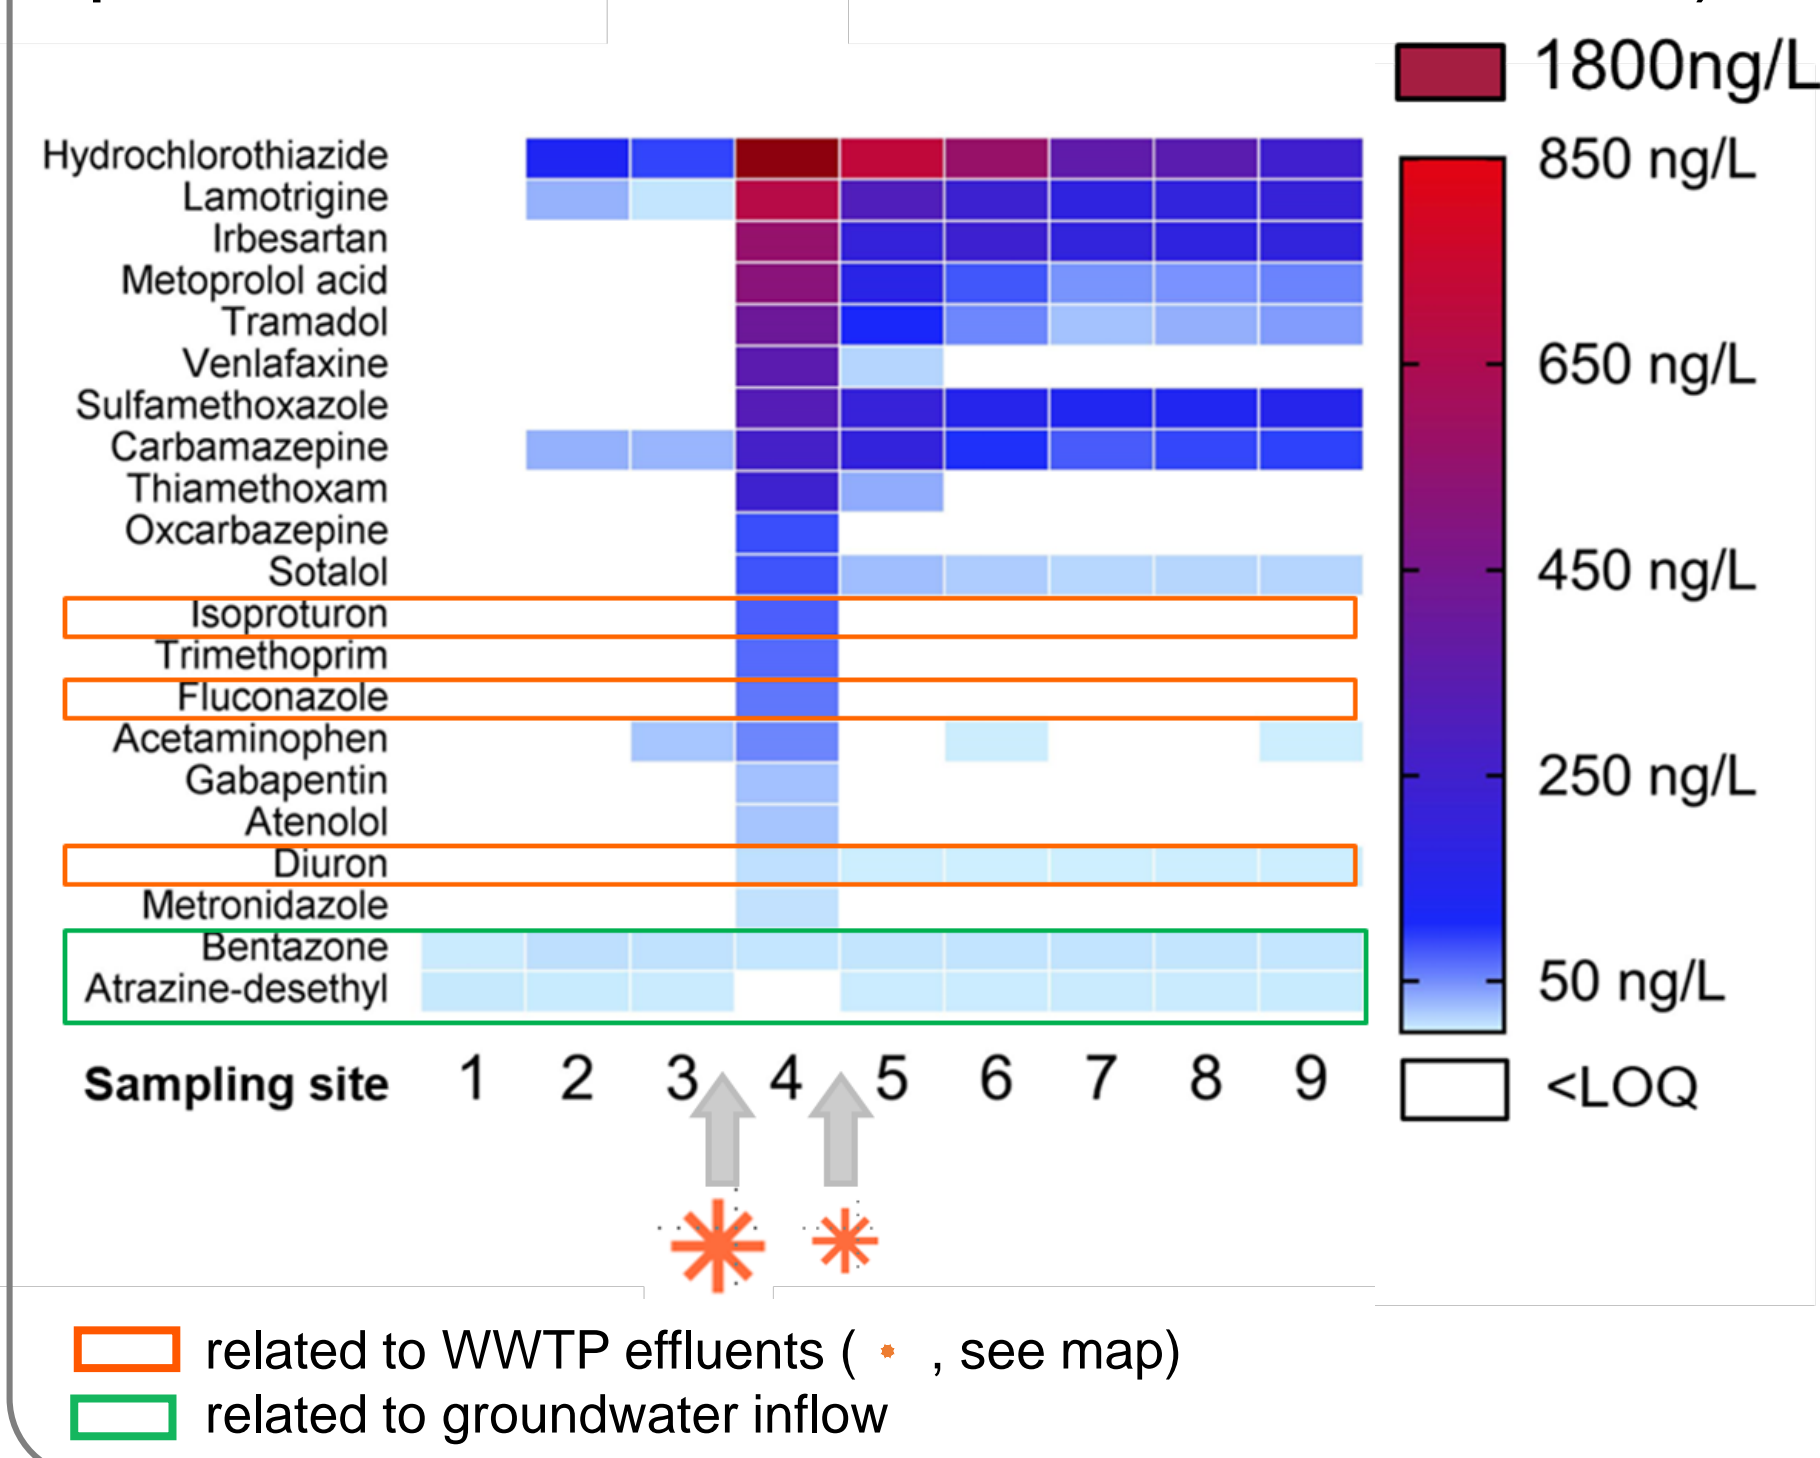 1800ng/L
Hydrochlorothiazide
850 ng/L
Lamotrigine
Irbesartan
Metoprolol acid
Tramadol
Venlafaxine
650 ng/L
Sulfamethoxazole
Carbamazepine
Thiamethoxam
Oxcarbazepine
Sotalol
450 ng/L
Isoproturon
Trimethoprim
Fluconazole
Acetaminophen
Gabapentin
250 ng/L
Atenolol
Diuron
Metronidazole
Bentazone
Atrazine-desethyl
50 ng/L
Sampling site 1 2 3 4 5 6 7 8 9
<LOQ
related to WWTP effluents ( , see map)
related to groundwater inflow